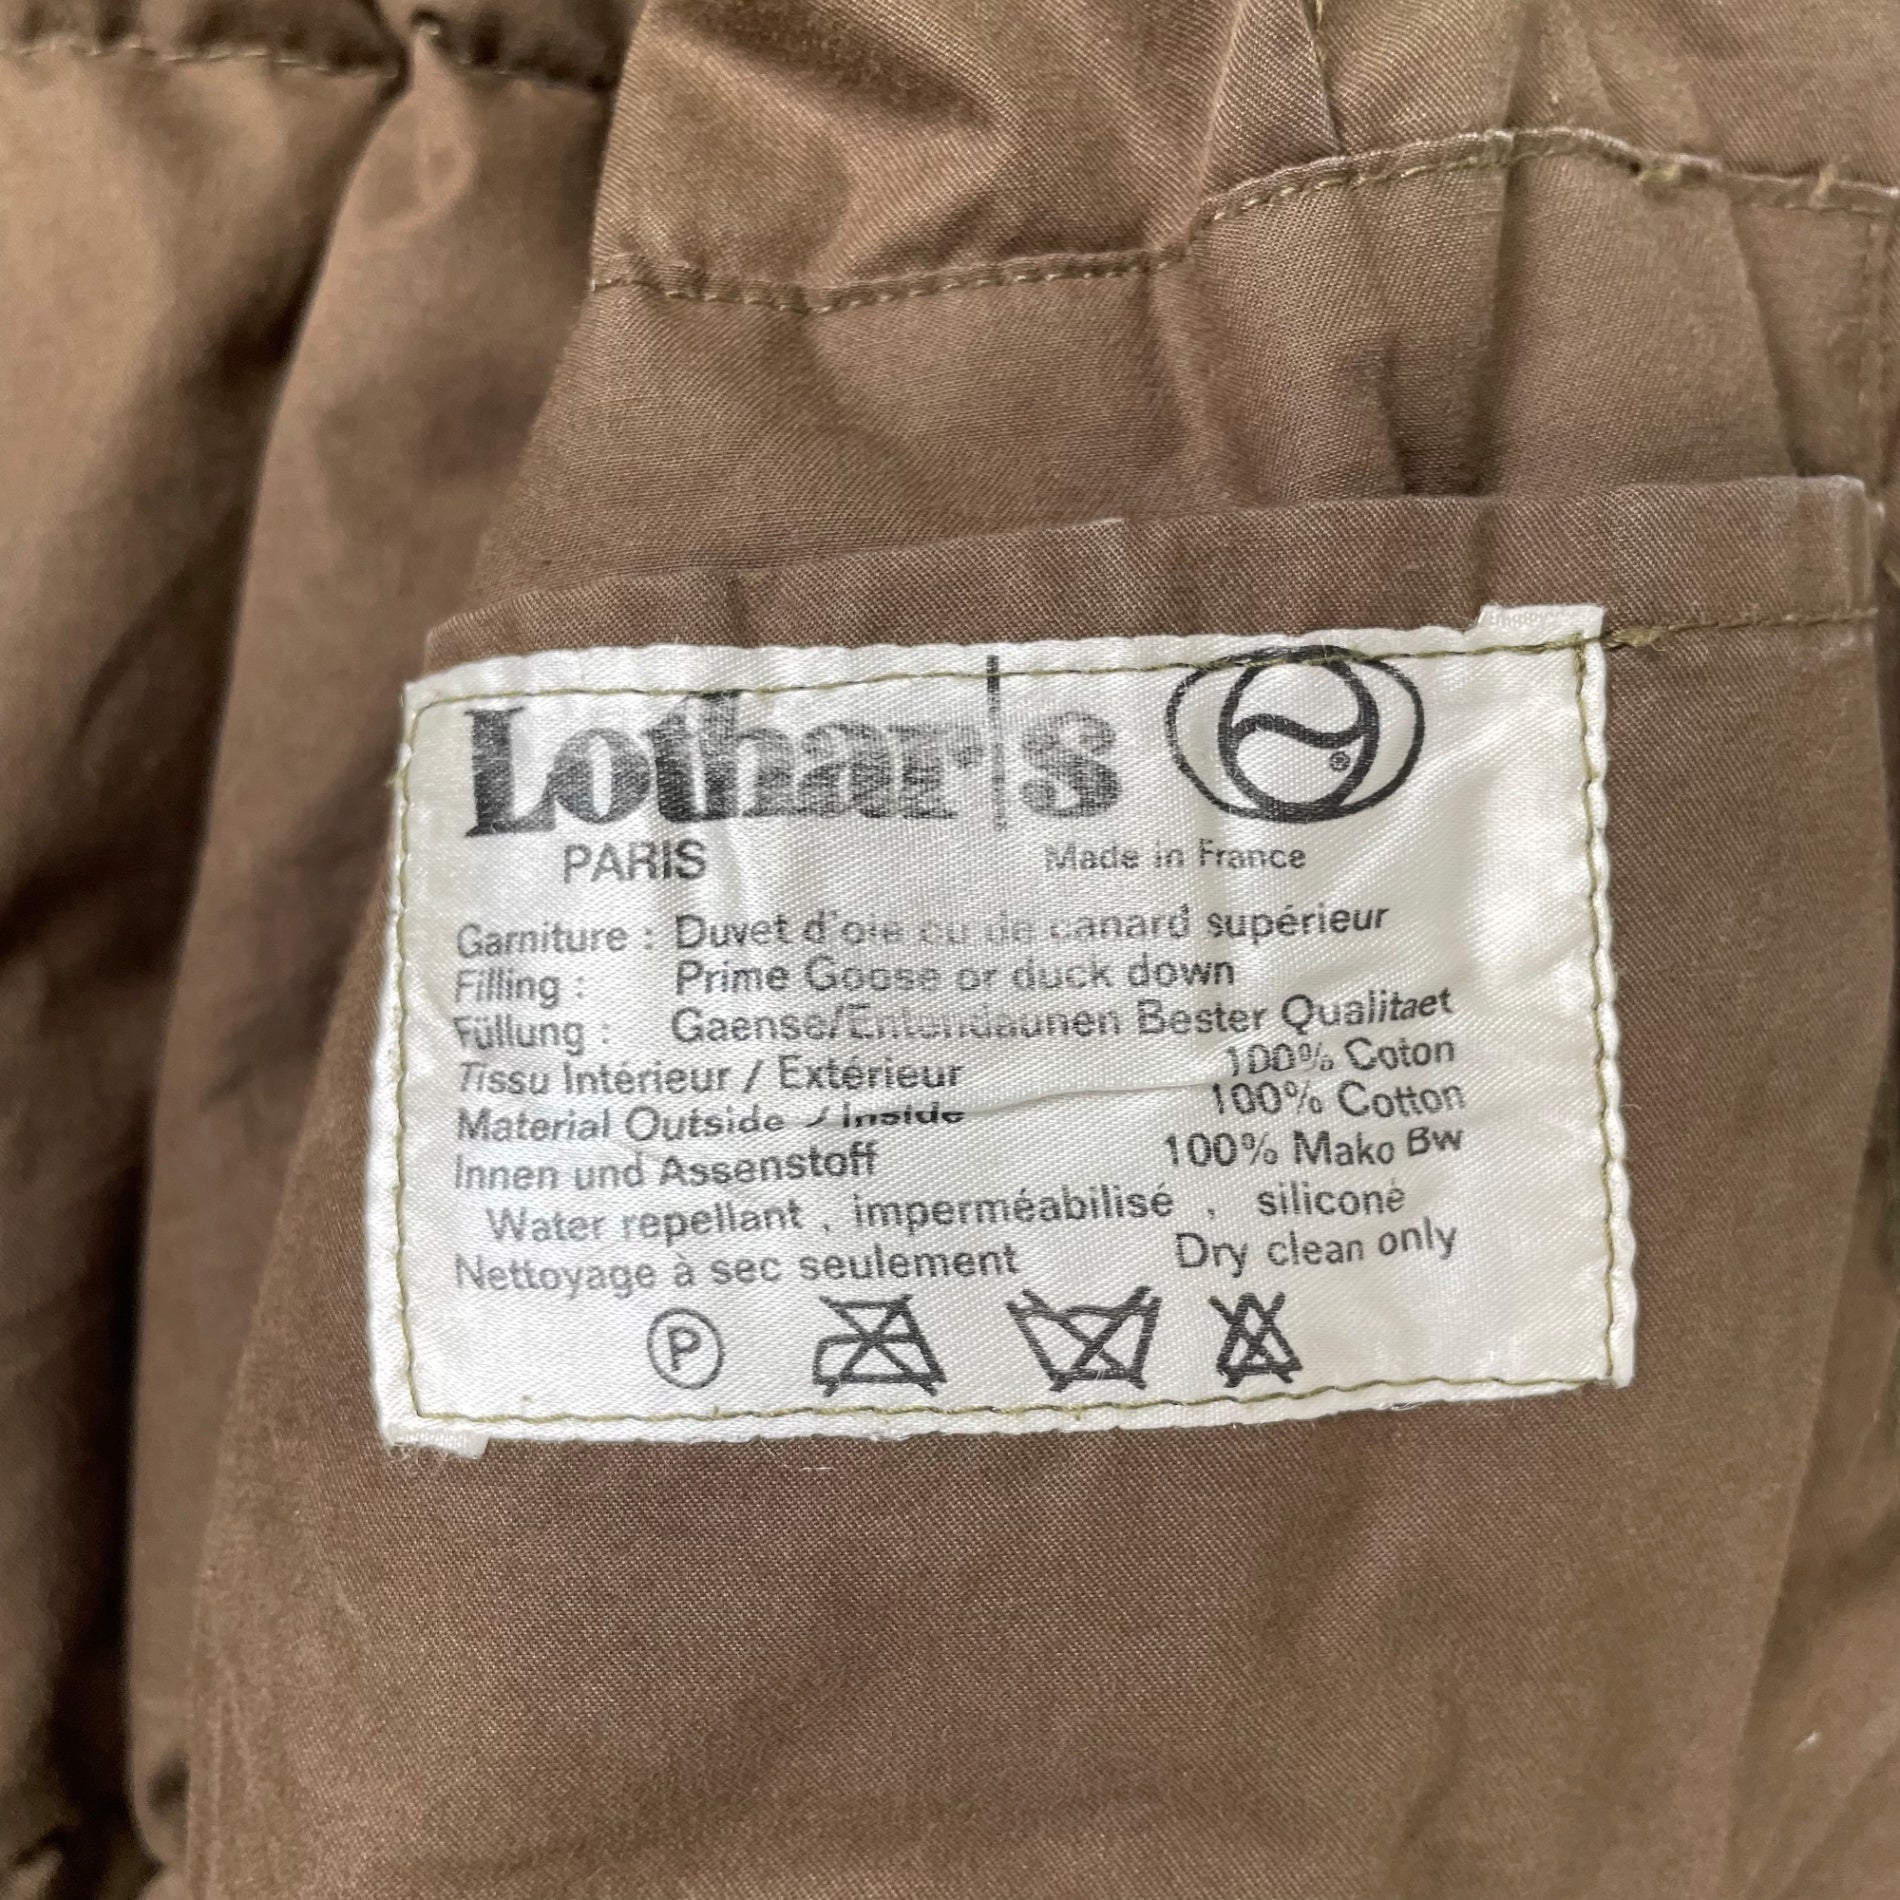 Lothar|s ®
PARIS Made in France
Garniture : Duvet d'oie ou de canard supérieur
Filling : Prime Goose or duck down
Füllung : Gaense/Entendaunen Bester Qualitaet
Tissu Intérieur / Extérieur 100% Coton
Material Outside / Inside 100% Cotton
Innen und Assenstoff 100% Mako Bw
Water repellant , imperméabilisé , siliconé
Nettoyage à sec seulement Dry clean only
P